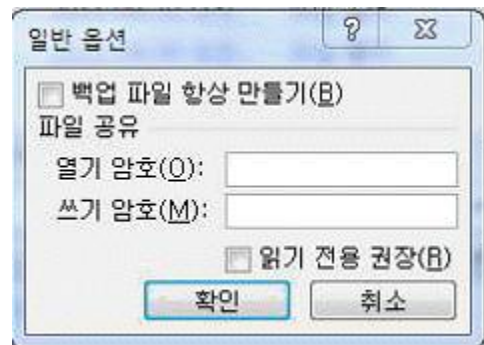 일반 옵션
백업 파일 항상 만들기(B)
파일 공유
열기 암호(O):
쓰기 암호(M):
읽기 전용 권장(R)
확인 취소